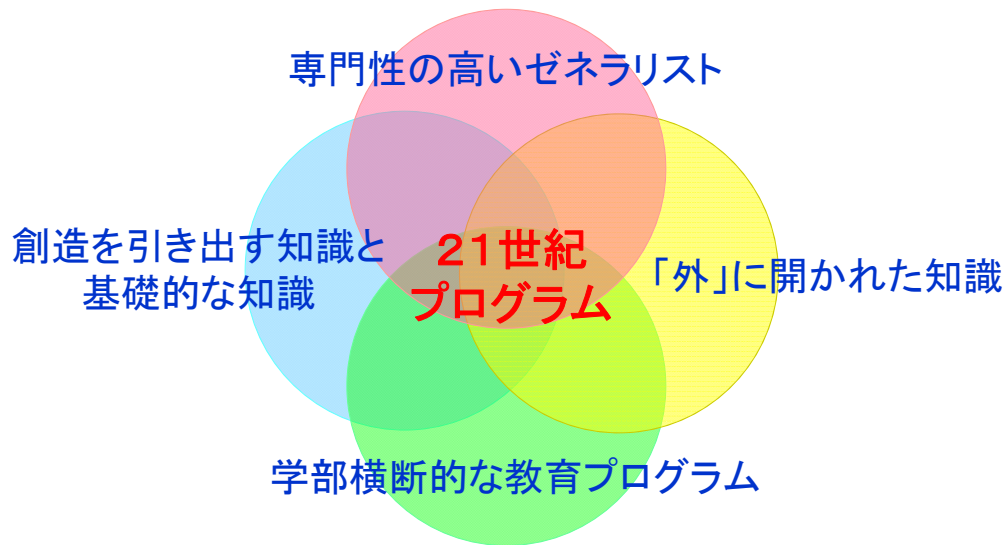 専門性の高いゼネラリスト
創造を引き出す知識と
基礎的な知識
２１世紀
プログラム
「外」に開かれた知識
学部横断的な教育プログラム